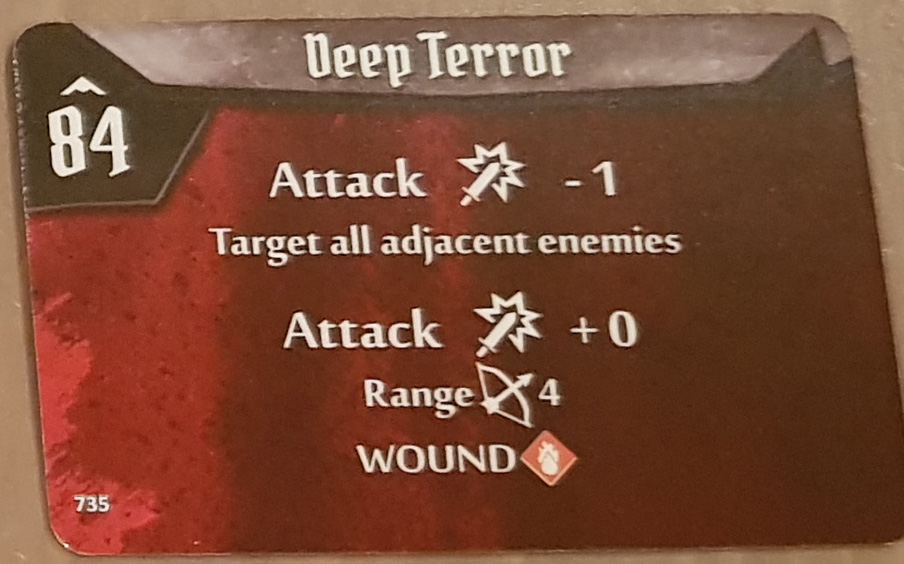 Deep Terror
84
Attack -1
Target all adjacent enemies
Attack +0
Range 4
WOUND
735